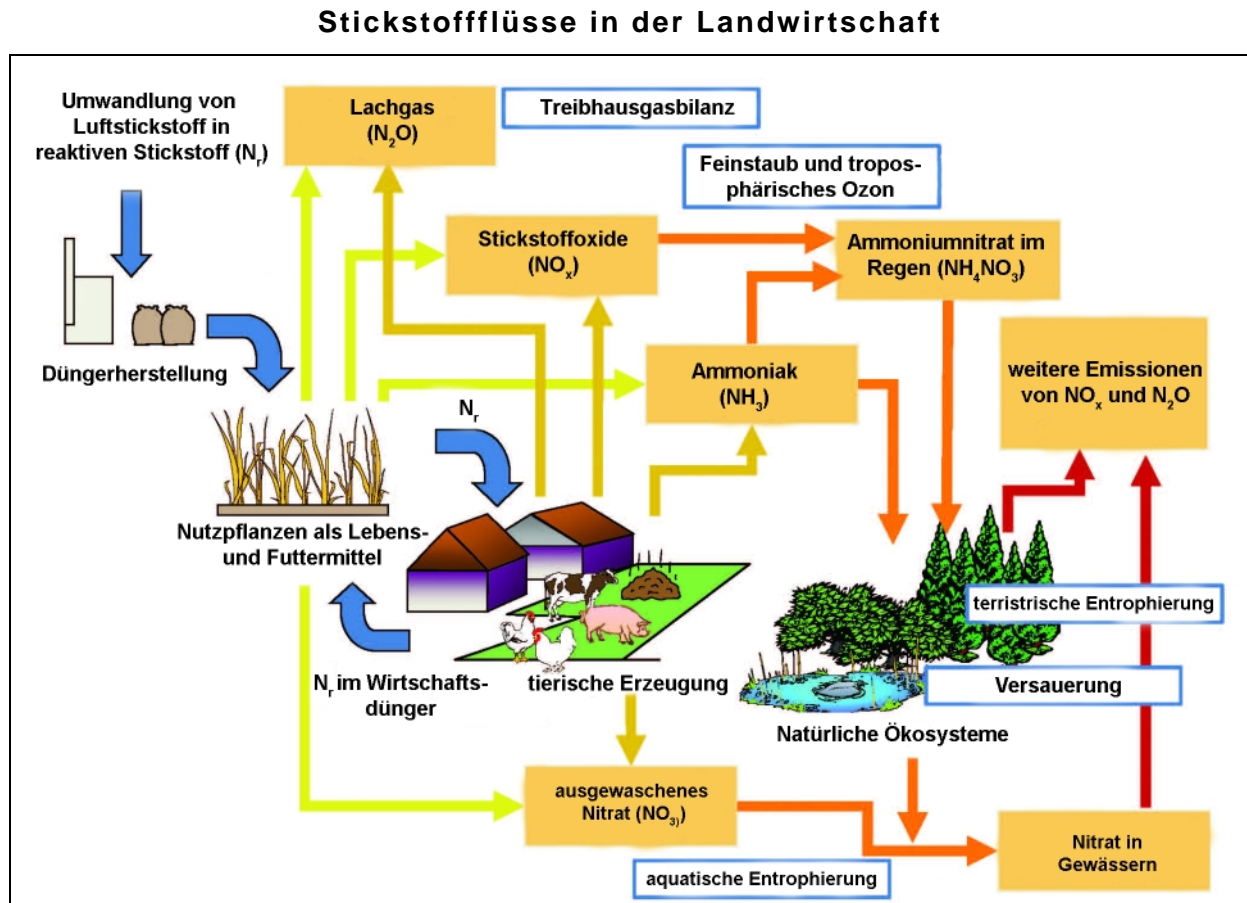 Stickstoffflüsse in der Landwirtschaft
Umwandlung von
Luftstickstoff in
reaktiven Stickstoff (Nr)
Lachgas
(N2O)
Treibhausgasbilanz
Feinstaub und tropos-
phärisches Ozon
Stickstoffoxide
(NOx)
Ammoniumnitrat im
Regen (NH4NO3)
Düngerherstellung
Ammoniak
(NH3)
weitere Emissionen
von NOx und N2O
Nr
Nutzpflanzen als Lebens-
und Futtermittel
terristrische Entrophierung
Nr im Wirtschafts-
dünger
tierische Erzeugung
Versauerung
Natürliche Ökosysteme
ausgewaschenes
Nitrat (NO3)
aquatische Entrophierung
Nitrat in
Gewässern